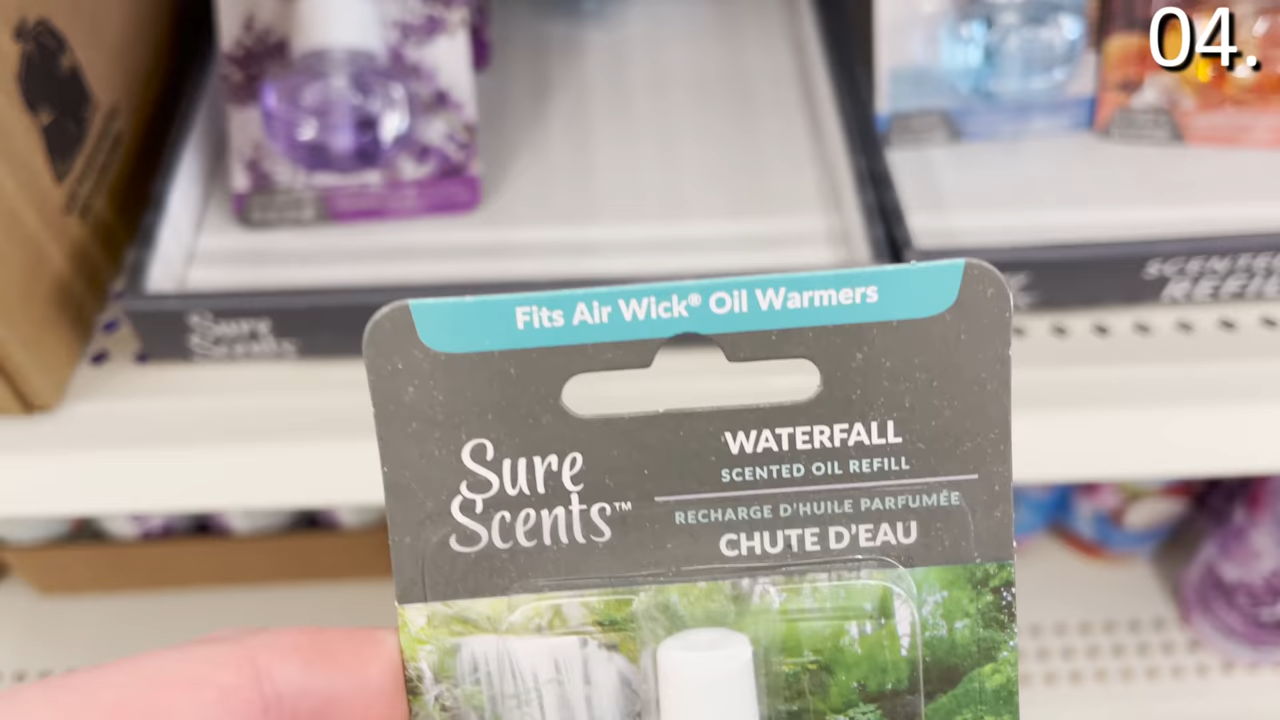 04.
SCENTED
Sure
Scents
Fits Air Wick® Oil Warmers
Sure
Scents™
WATERFALL
SCENTED OIL REFILL
RECHARGE D'HUILE PARFUMÉE
CHUTE D'EAU